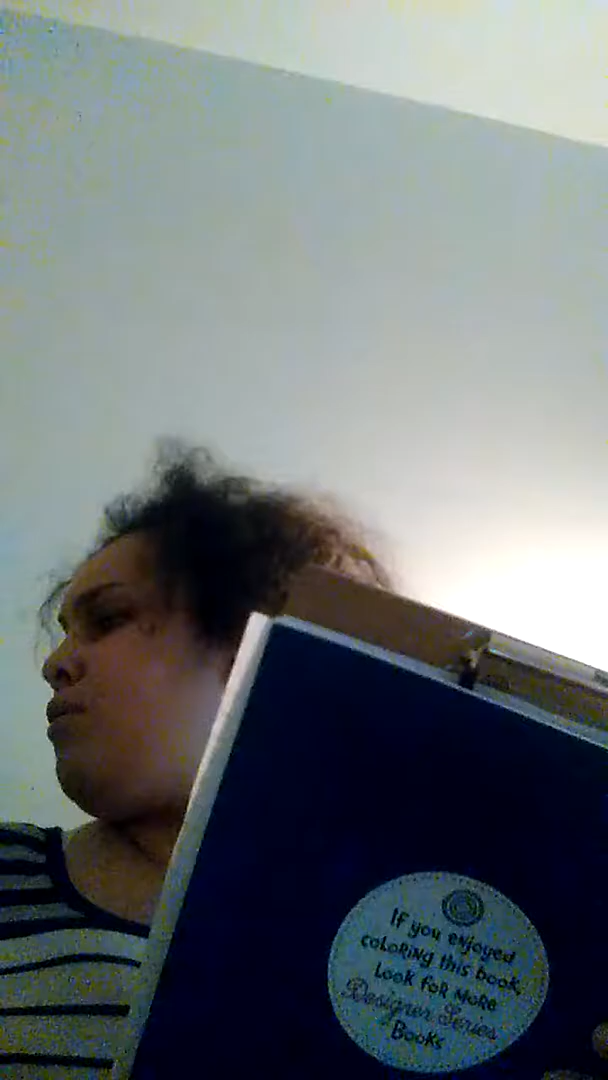 If you enjoyed
coloring this book,
Look for more
Designer Series
Books